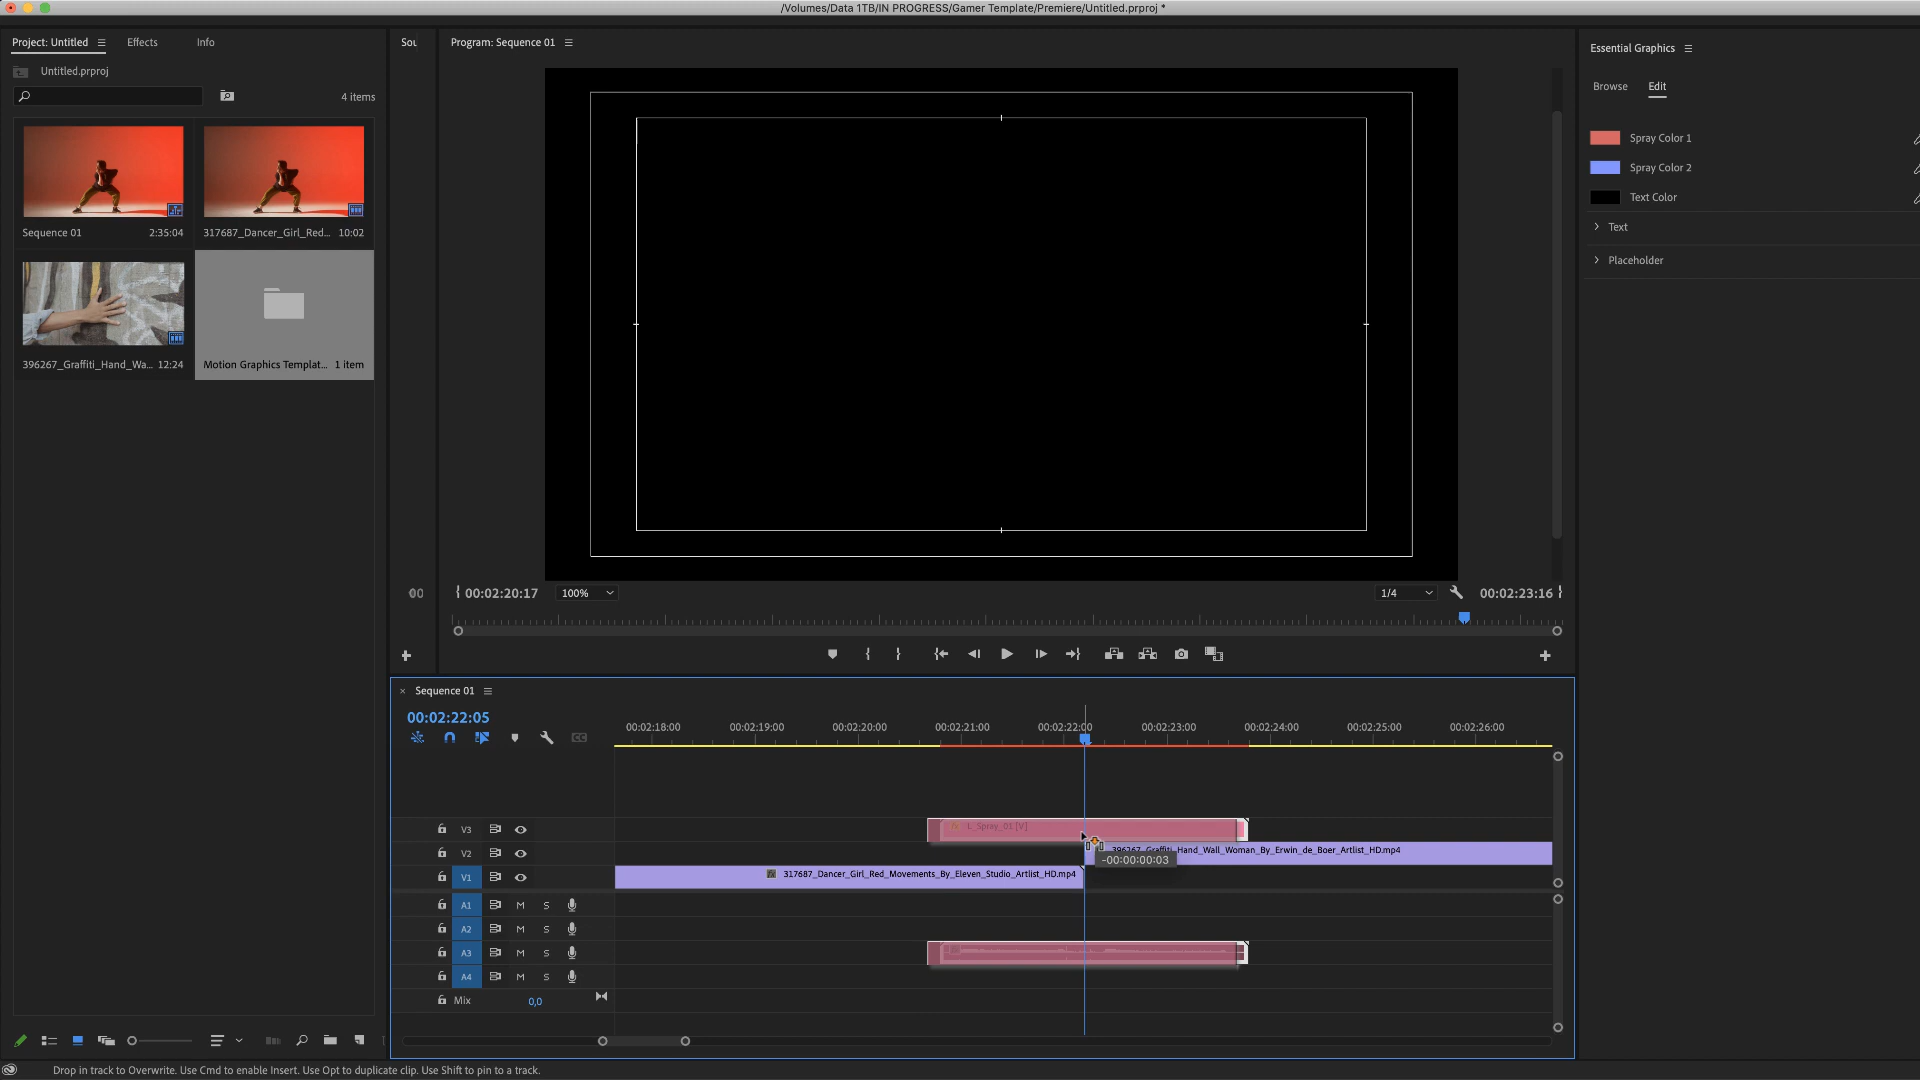 /Volumes/Data 1TB/IN PROGRESS/Gamer Template/Premiere/Untitled.prproj *
Project: Untitled
Effects
Info
Sou
Program: Sequence 01
Essential Graphics
Untitled.prproj
Browse
Edit
4 items
Spray Color 1
Spray Color 2
Text Color
Text
Placeholder
Sequence 01
2:35:04
317687_Dancer_Girl_Red...
10:02
396267_Graffiti_Hand_Wa...
12:24
Motion Graphics Templat...
1 item
00
00:02:20:17
100%
1/4
00:02:23:16
× Sequence 01
00:02:22:05
00:02:18:00
00:02:19:00
00:02:20:00
00:02:21:00
00:02:22:00
00:02:23:00
00:02:24:00
00:02:25:00
00:02:26:00
V3
L_Spray_01 [V]
V2
396267_Graffiti_Hand_Wall_Woman_By_Erwin_de_Boer_Artlist_HD.mp4
-00:00:00:03
V1
317687_Dancer_Girl_Red_Movements_By_Eleven_Studio_Artlist_HD.mp4
A1 M S
A2 M S
A3 M S
A4 M S
Mix 0,0
Drop in track to Overwrite. Use Cmd to enable Insert. Use Opt to duplicate clip. Use Shift to pin to a track.